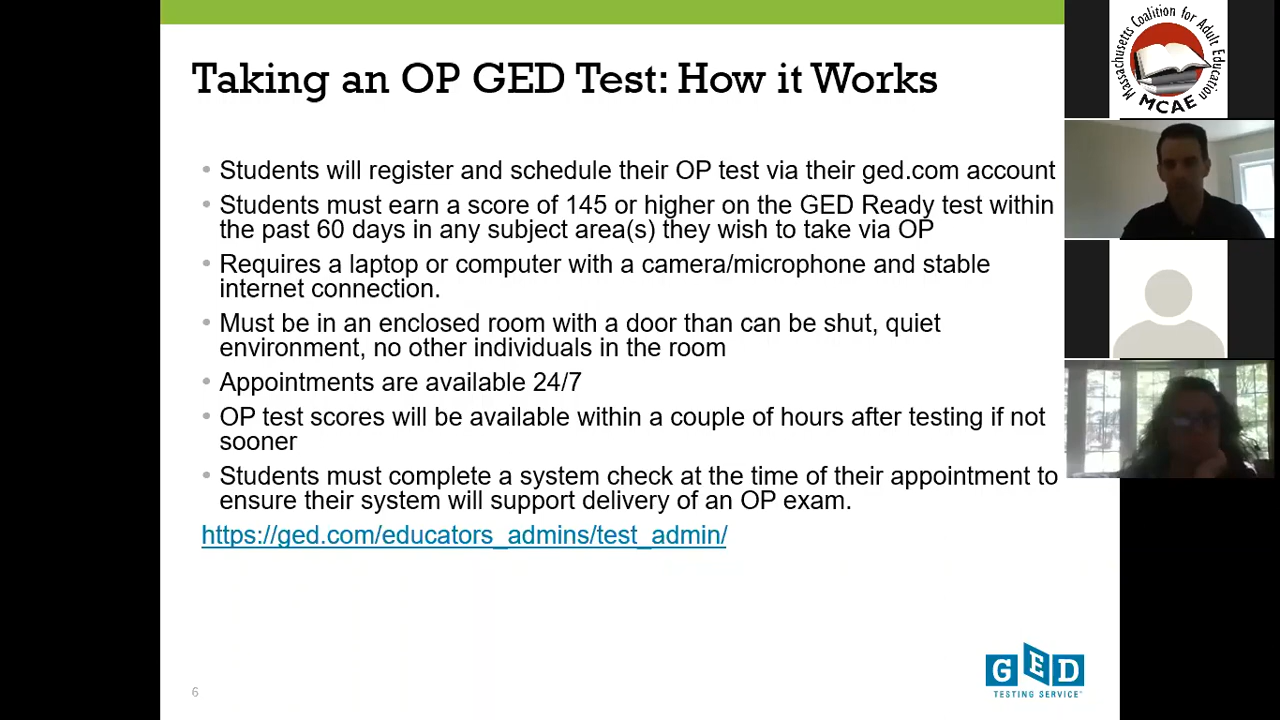 Taking an OP GED Test: How it Works
• Students will register and schedule their OP test via their ged.com account
• Students must earn a score of 145 or higher on the GED Ready test within
the past 60 days in any subject area(s) they wish to take via OP
• Requires a laptop or computer with a camera/microphone and stable
internet connection.
• Must be in an enclosed room with a door than can be shut, quiet
environment, no other individuals in the room
• Appointments are available 24/7
• OP test scores will be available within a couple of hours after testing if not
sooner
• Students must complete a system check at the time of their appointment to
ensure their system will support delivery of an OP exam.
https://ged.com/educators_admins/test_admin/
6
GED
TESTING SERVICE
Massachusetts Coalition for Adult Education
MCAE